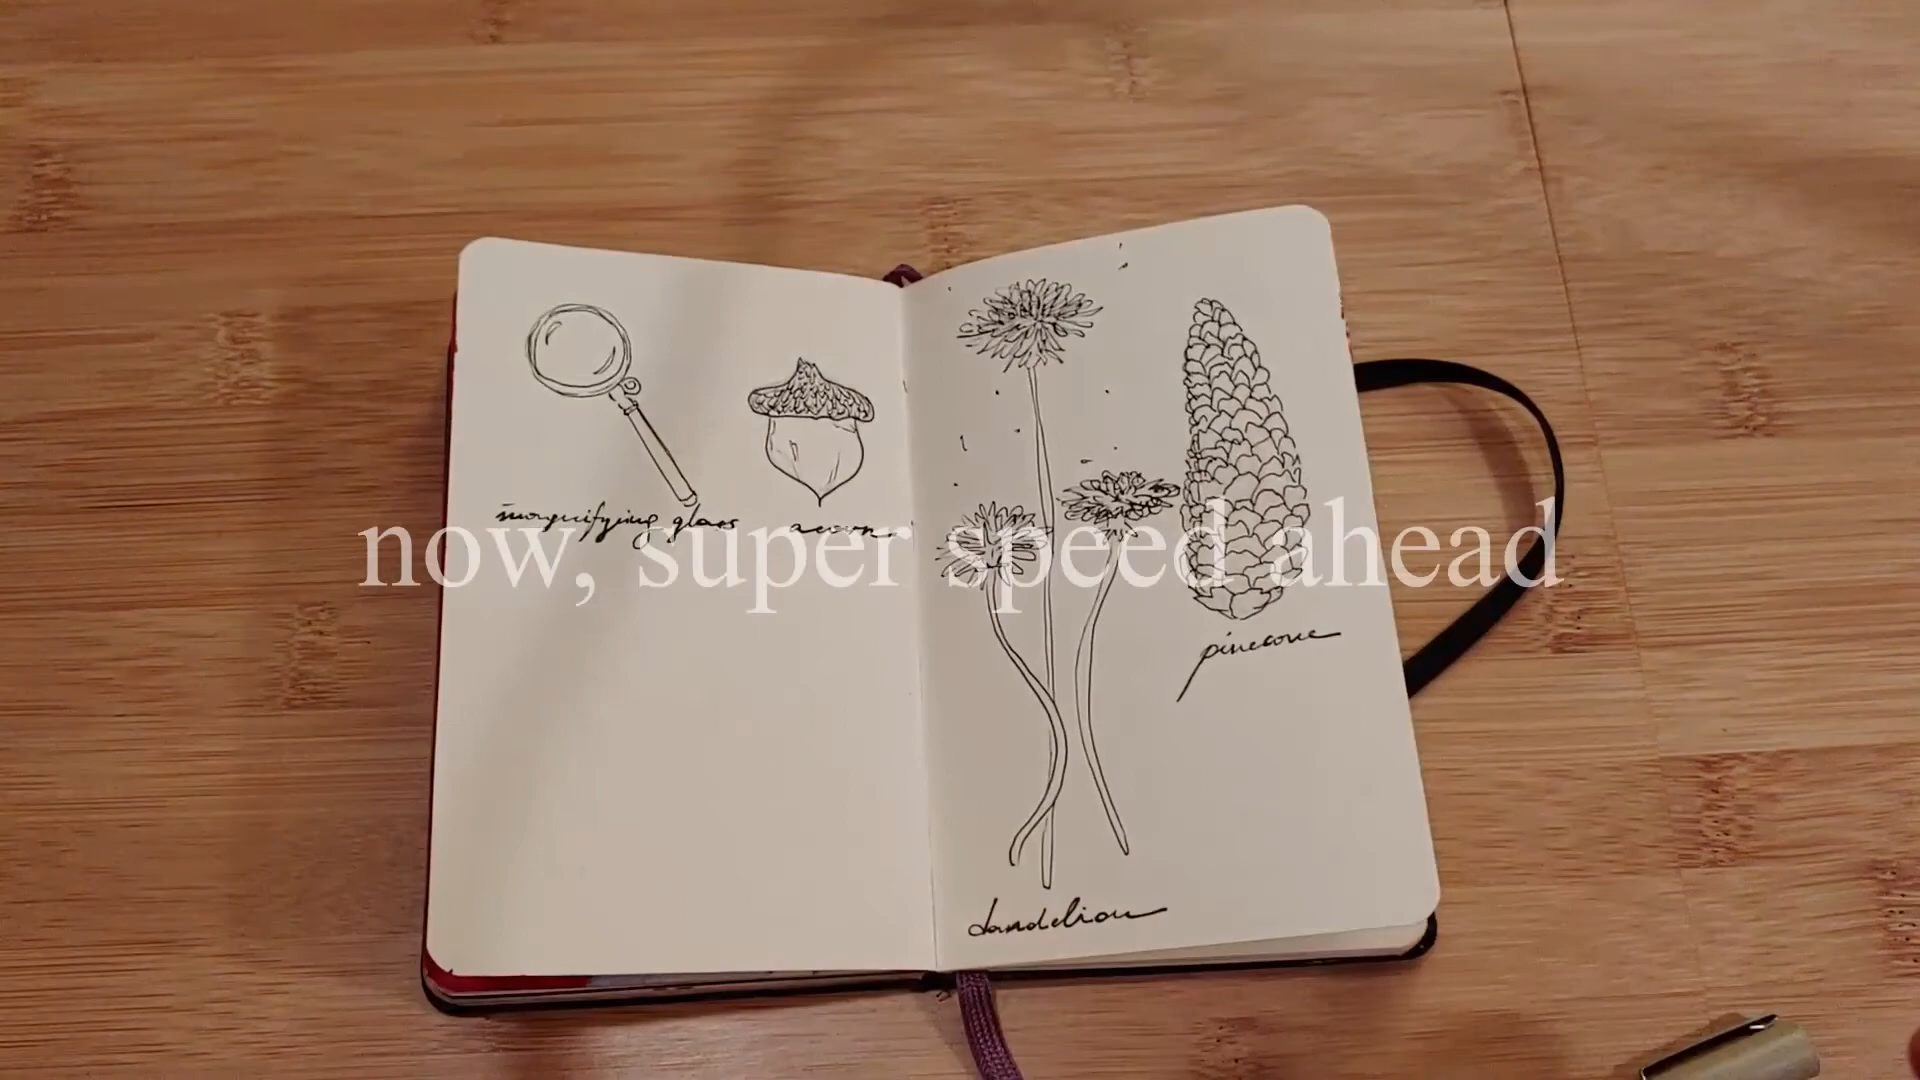 magnifying glass
acorn
now, super speed ahead
pinecone
dandelion